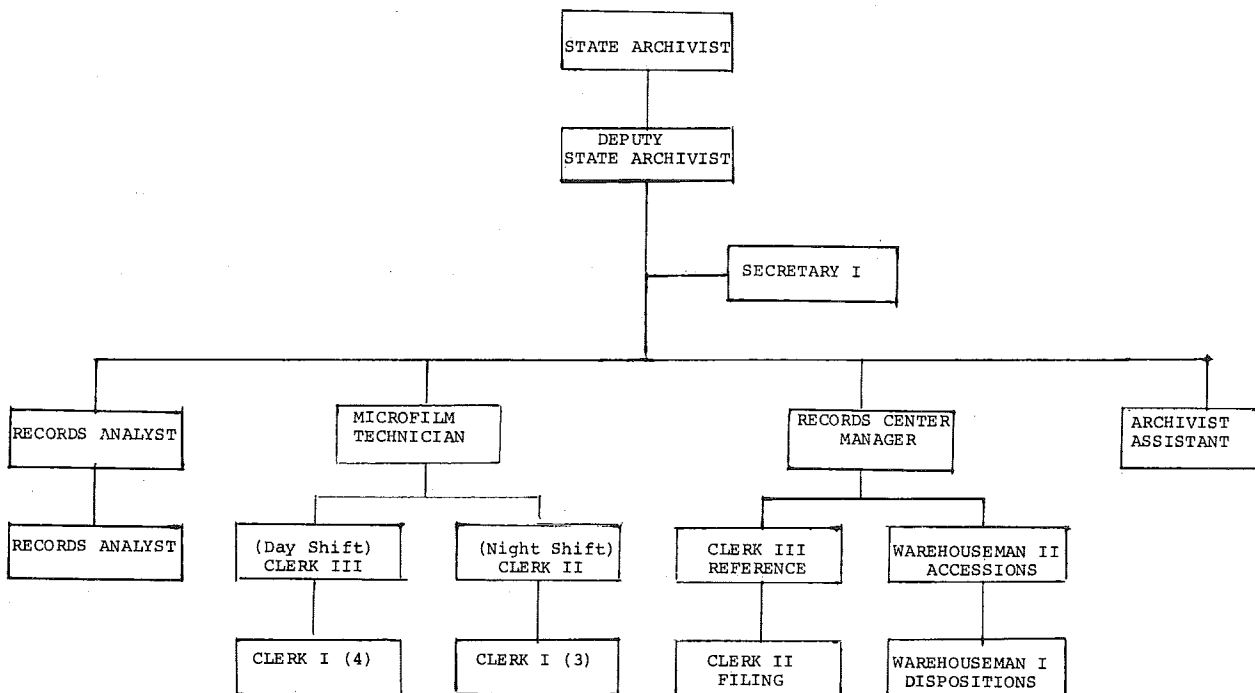 STATE ARCHIVIST
DEPUTY
STATE ARCHIVIST
SECRETARY I
RECORDS ANALYST
MICROFILM
TECHNICIAN
RECORDS CENTER
MANAGER
ARCHIVIST
ASSISTANT
RECORDS ANALYST
(Day Shift)
CLERK III
(Night Shift)
CLERK II
CLERK III
REFERENCE
WAREHOUSEMAN II
ACCESSIONS
CLERK I (4)
CLERK I (3)
CLERK II
FILING
WAREHOUSEMAN I
DISPOSITIONS